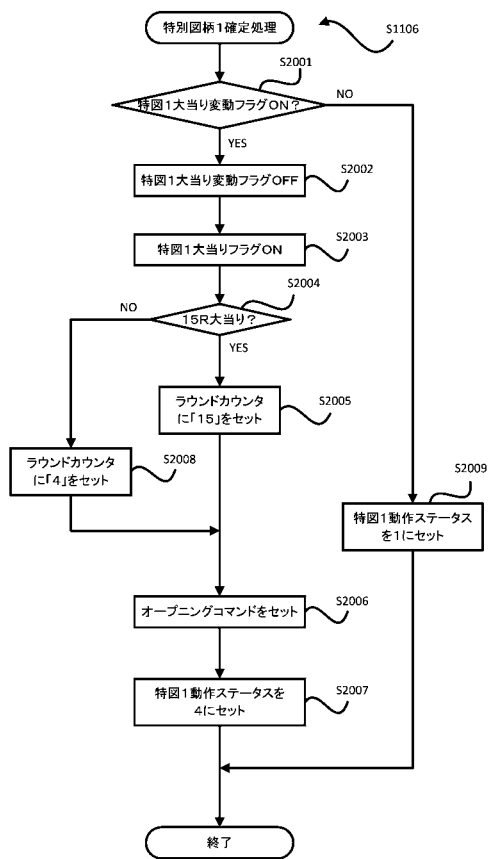 特別図柄1確定処理
S1106
S2001
特図1大当り変動フラグON?
NO
YES
特図1大当り変動フラグOFF
S2002
特図1大当りフラグON
S2003
S2004
15R大当り?
NO
YES
ラウンドカウンタ
に「15」をセット
S2005
ラウンドカウンタ
に「4」をセット
S2008
S2009
特図1動作ステータス
を1にセット
オープニングコマンドをセット
S2006
特図1動作ステータスを
4にセット
S2007
終了